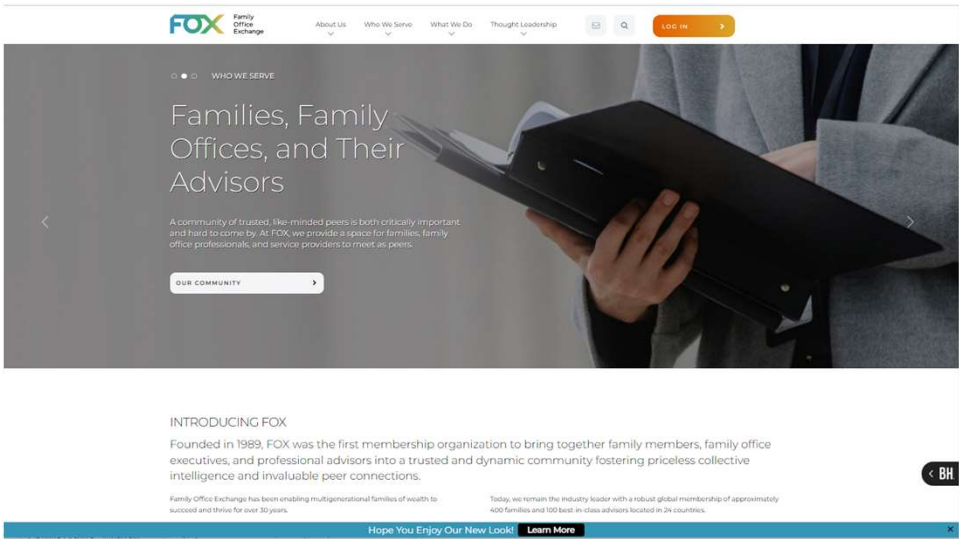 FOX
Family
Office
Exchange
About Us
Who We Serve
What We Do
Thought Leadership
LOG IN
WHO WE SERVE
Families, Family
Offices, and Their
Advisors
A community of trusted, like-minded peers is both critically important
and hard to come by. At FOX, we provide a space for families, family
office professionals, and service providers to meet as peers.
OUR COMMUNITY
INTRODUCING FOX
Founded in 1989, FOX was the first membership organization to bring together family members, family office
executives, and professional advisors into a trusted and dynamic community fostering priceless collective
intelligence and invaluable peer connections.
Family Office Exchange has been enabling multigenerational families of wealth to
succeed and thrive for over 30 years.
Today, we remain the industry leader with a robust global membership of approximately
400 families and 100 best-in-class advisors located in 24 countries.
BH.
Hope You Enjoy Our New Look! Learn More